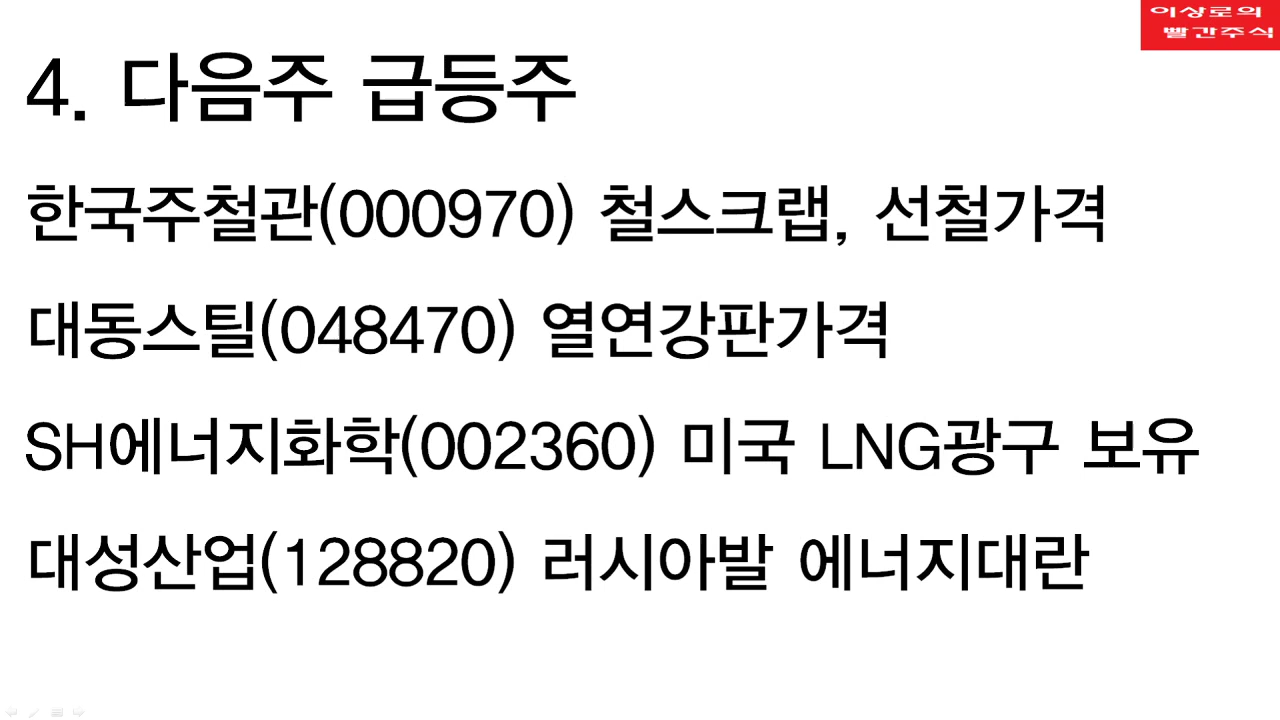 이상로의
빨간주식
4. 다음주 급등주
한국주철관(000970) 철스크랩, 선철가격
대동스틸(048470) 열연강판가격
SH에너지화학(002360) 미국 LNG광구 보유
대성산업(128820) 러시아발 에너지대란